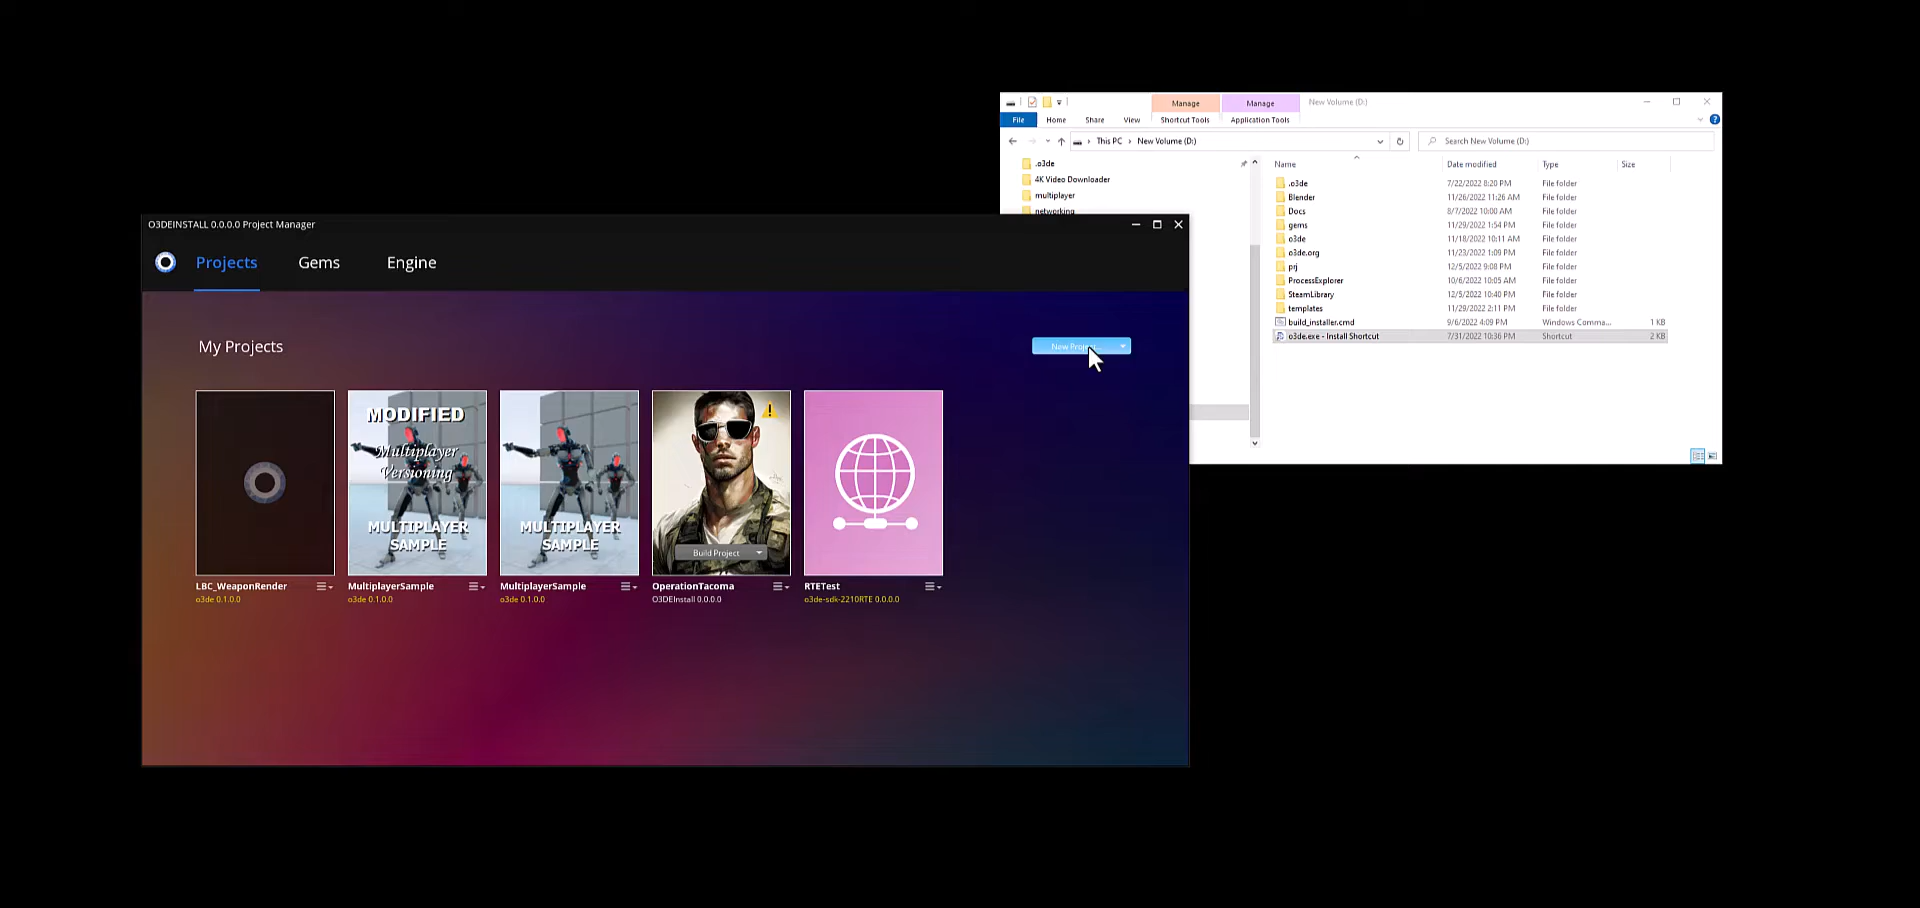 Manage
Manage
New Volume (D:)
File
Home
Share
View
Shortcut Tools
Application Tools
This PC
New Volume (D:)
Search New Volume (D:)
.o3de
4K Video Downloader
multiplayer
networking
Name
Date modified
Type
Size
.o3de 7/22/2022 8:20 PM File folder
Blender 11/26/2022 11:26 AM File folder
Docs 8/7/2022 10:00 AM File folder
gems 11/29/2022 1:54 PM File folder
o3de 11/18/2022 10:11 AM File folder
o3de.org 11/23/2022 1:09 PM File folder
prj 12/5/2022 9:08 PM File folder
ProcessExplorer 10/6/2022 10:05 AM File folder
SteamLibrary 12/5/2022 10:40 PM File folder
templates 11/29/2022 2:11 PM File folder
build_installer.cmd 9/6/2022 4:09 PM Windows Comma... 1 KB
o3de.exe - Install Shortcut 7/31/2022 10:36 PM Shortcut 2 KB
O3DEINSTALL 0.0.0.0 Project Manager
Projects
Gems
Engine
My Projects
New
MODIFIED
Multiplayer
Versioning
MULTIPLAYER
SAMPLE
MULTIPLAYER
SAMPLE
Build Project
LBC_WeaponRender
o3de 0.1.0.0
MultiplayerSample
o3de 0.1.0.0
MultiplayerSample
o3de 0.1.0.0
OperationTacoma
O3DEInstall 0.0.0.0
RTETest
o3de-sdk-2210RTE 0.0.0.0